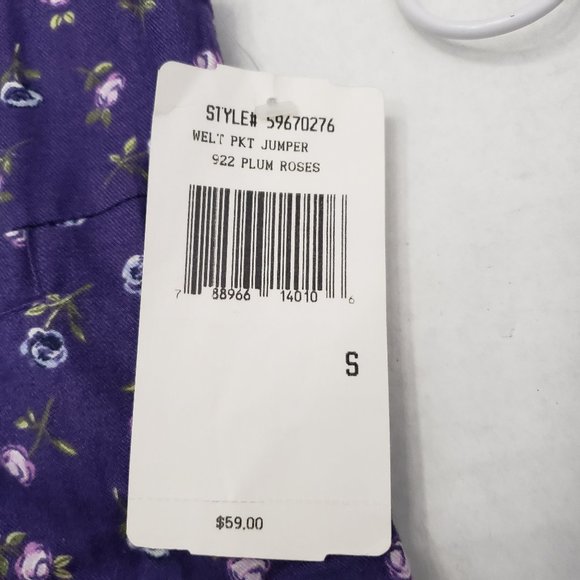 STYLE# 59670276
WELT PKT JUMPER
922 PLUM ROSES
7 88966 14010 6
S
$59.00